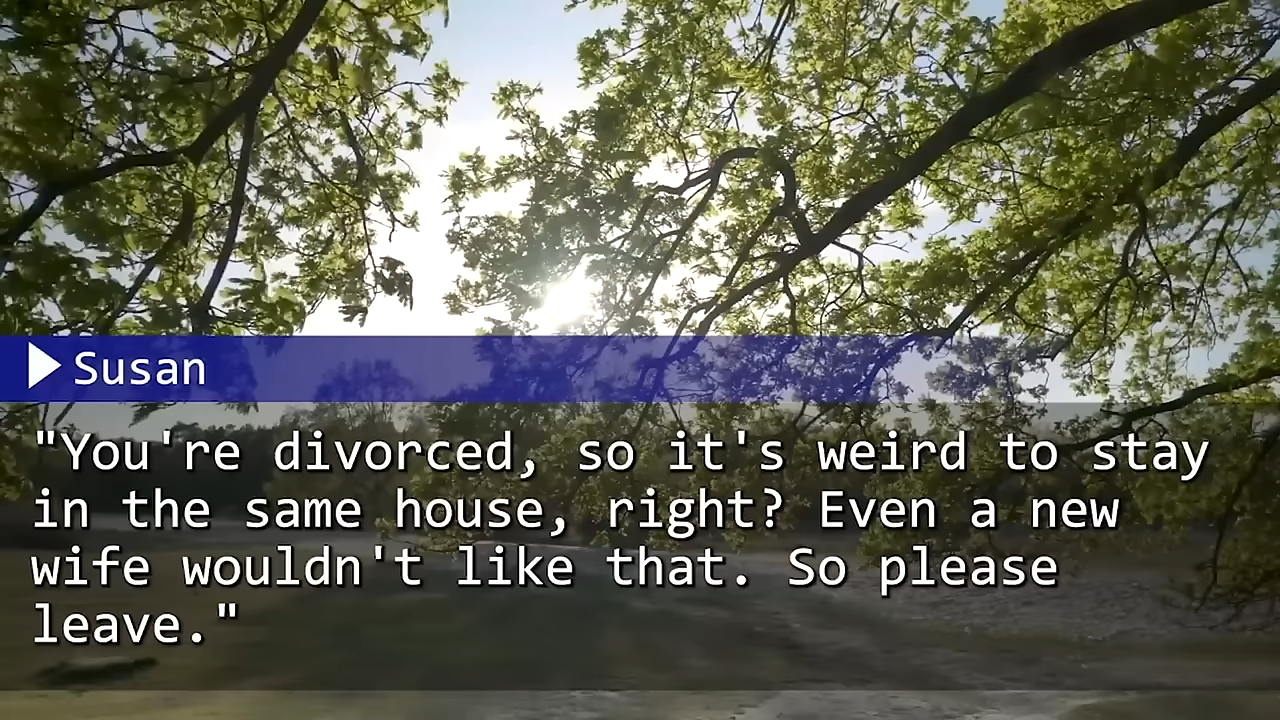 Susan
"You're divorced, so it's weird to stay
in the same house, right? Even a new
wife wouldn't like that. So please
leave."